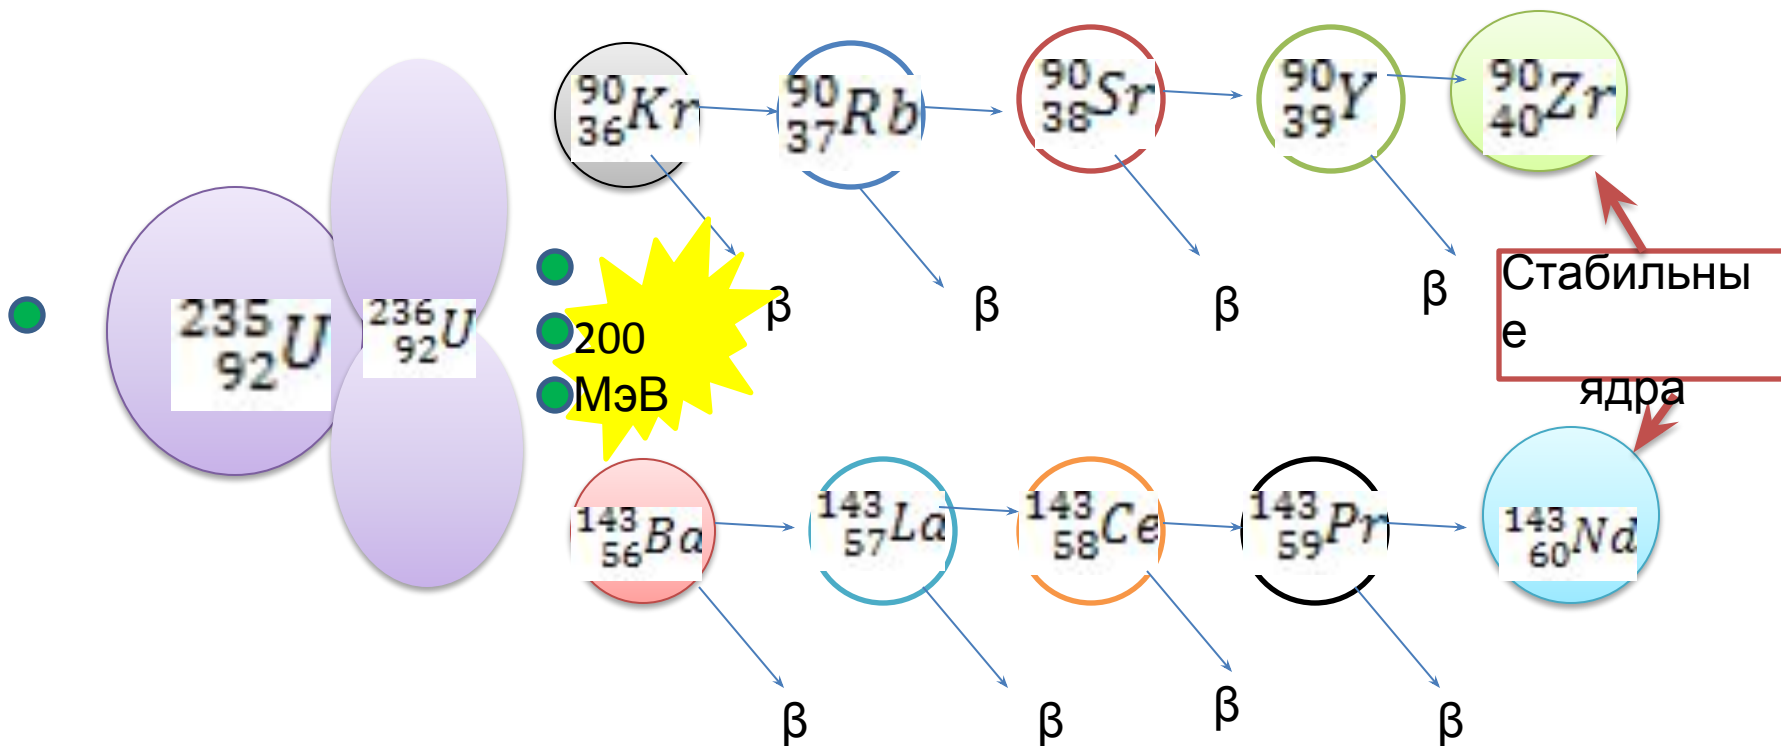 90 36 Kr
90 37 Rb
90 38 Sr
90 39 Y
90 40 Zr
235 92 U
236 92 U
200
МэВ
β
β
β
β
Стабильны
е
ядра
143 56 Ba
143 57 La
143 58 Ce
143 59 Pr
143 60 Nd
β
β
β
β